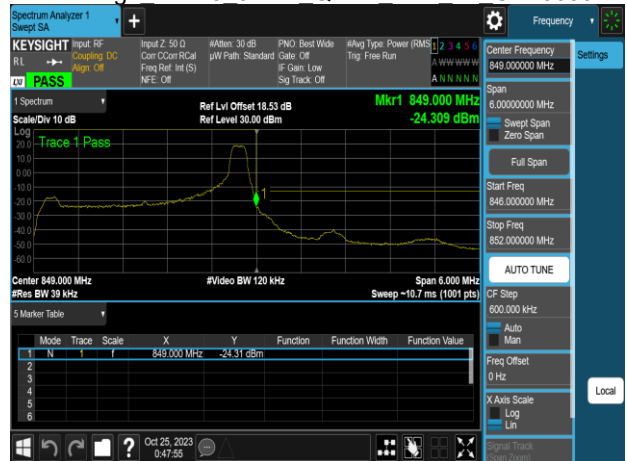 Spectrum Analyzer 1
Swept SA
+
Frequency
KEYSIGHT
RL
LXI
PASS
Input: RF
Coupling: DC
Align: Off
Input Z: 50 Ω
Corr CCorr RCal
Freq Ref: Int (S)
NFE: Off
#Atten: 30 dB
µW Path: Standard
PNO: Best Wide
Gate: Off
IF Gain: Low
Sig Track: Off
#Avg Type: Power (RMS
Trig: Free Run
1 2 3 4 5 6
A W W W W W
A N N N N N
1 Spectrum
Scale/Div 10 dB
Ref Lvl Offset 18.53 dB
Ref Level 30.00 dBm
Mkr1 849.000 MHz
-24.309 dBm
Log
Trace 1 Pass
20.0
10.0
0.00
-10.0
-20.0
-30.0
-40.0
-50.0
-60.0
1
Center 849.000 MHz
#Res BW 39 kHz
#Video BW 120 kHz
Span 6.000 MHz
Sweep ~10.7 ms (1001 pts)
5 Marker Table
Mode Trace Scale X Y Function Function Width Function Value
1 N 1 f 849.000 MHz -24.31 dBm
2
3
4
5
6
? Oct 25, 2023
0:47:55
Center Frequency
849.000000 MHz
Span
6.00000000 MHz
Swept Span
Zero Span
Full Span
Start Freq
846.000000 MHz
Stop Freq
852.000000 MHz
AUTO TUNE
CF Step
600.000 kHz
Auto
Man
Freq Offset
0 Hz
X Axis Scale
Log
Lin
Signal Track
(Span Zoom)
Settings
Local